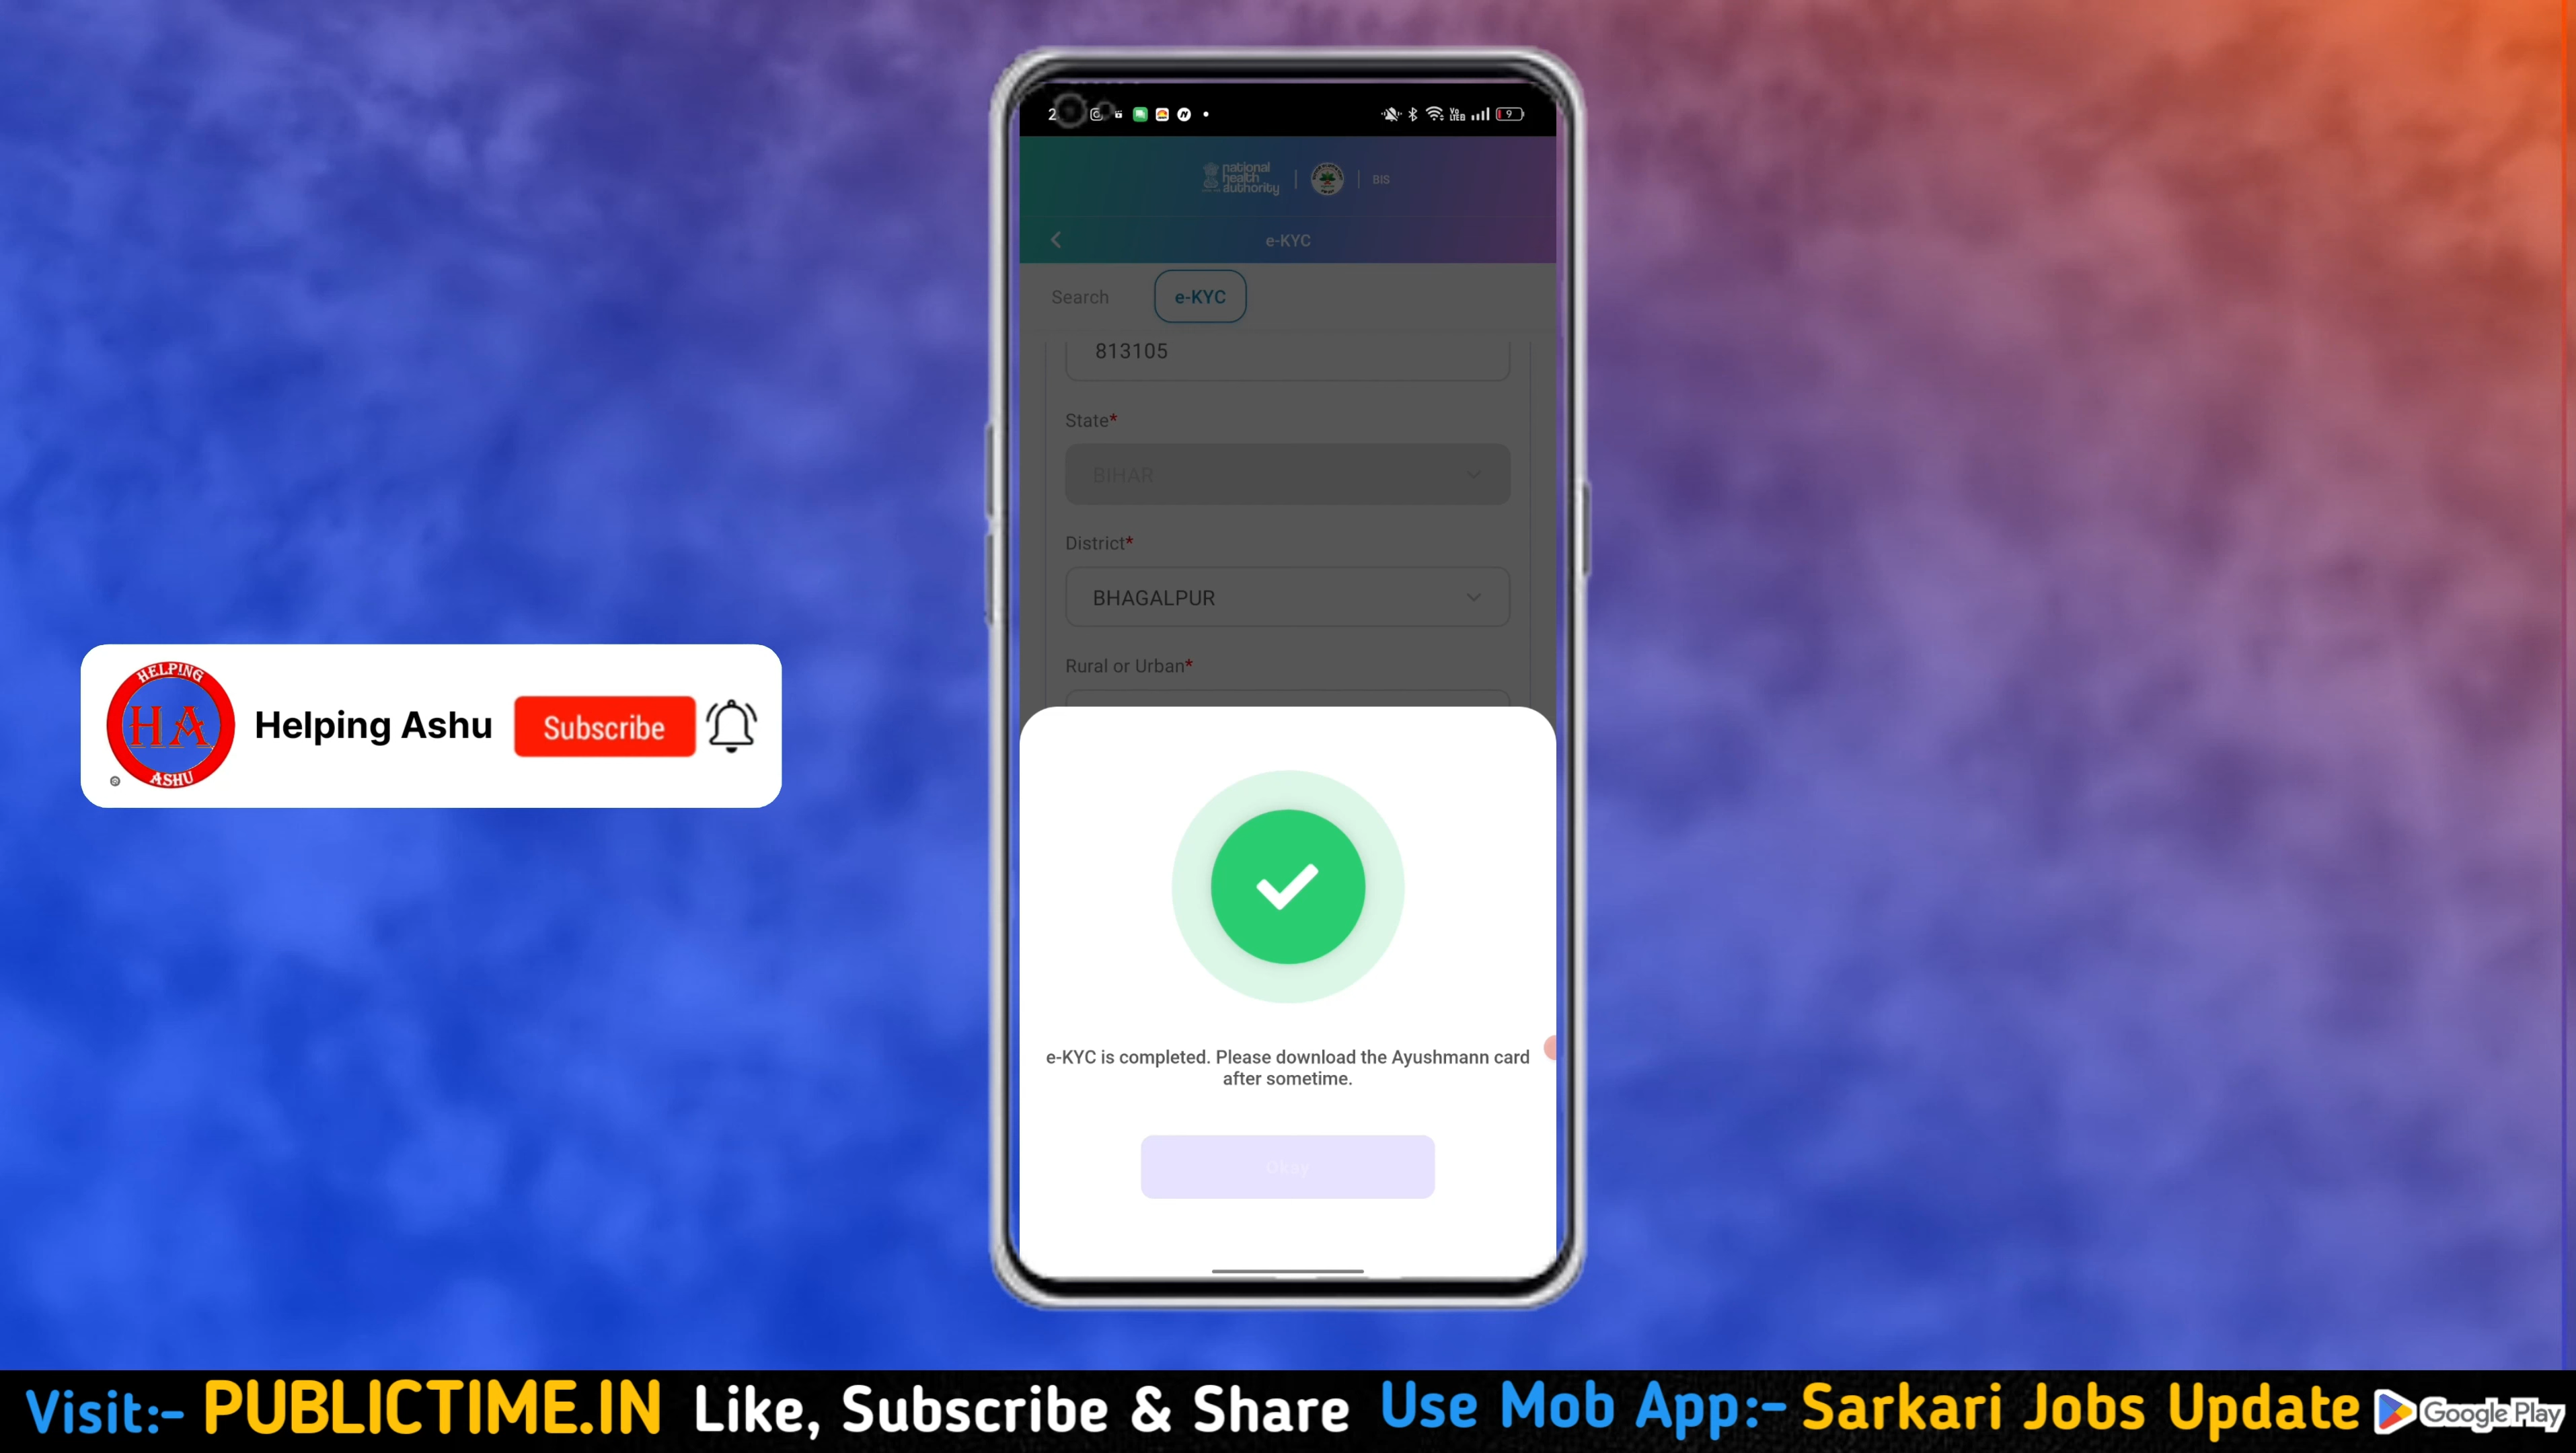 national
health
authority
BIS
e-KYC
Search
e-KYC
813105
State*
BIHAR
District*
BHAGALPUR
Rural or Urban*
HELPING
HA
ASHU
Helping Ashu
Subscribe
e-KYC is completed. Please download the Ayushmann card
after sometime.
Okay
Visit:- PUBLICTIME.IN Like, Subscribe & Share Use Mob App:- Sarkari Jobs Update Google Play